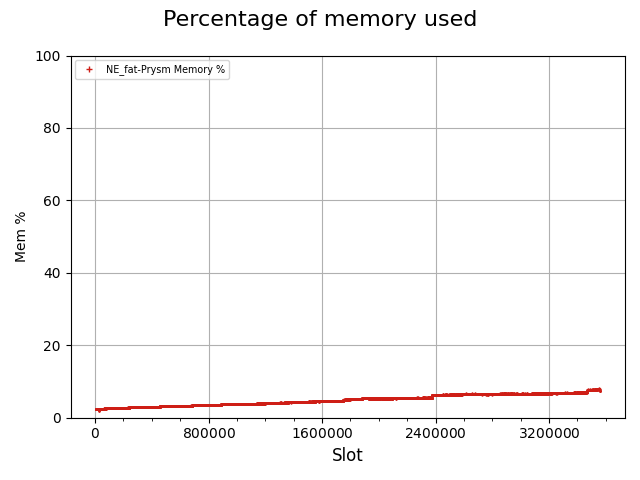 Percentage of memory used
NE_fat-Prysm Memory %
100
80
60
40
20
0
Mem %
0 800000 1600000 2400000 3200000
Slot